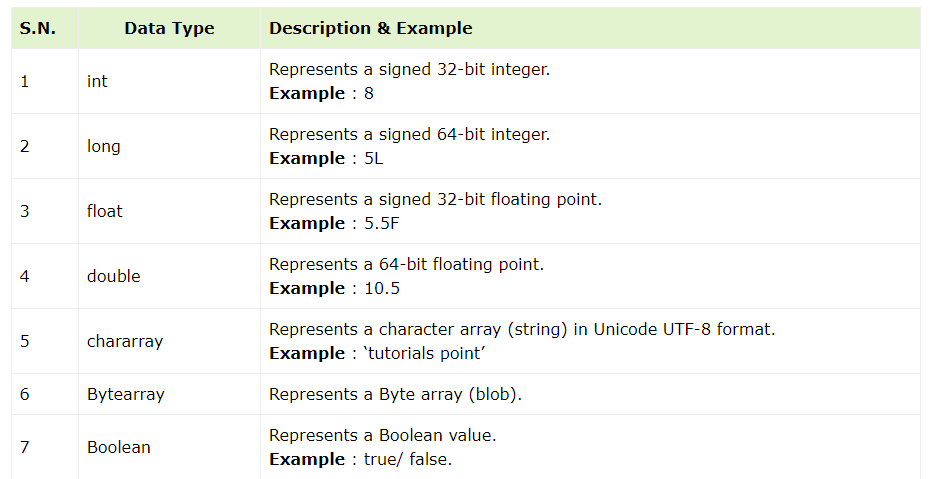 S.N. Data Type Description & Example
1 int Represents a signed 32-bit integer.
Example : 8
2 long Represents a signed 64-bit integer.
Example : 5L
3 float Represents a signed 32-bit floating point.
Example : 5.5F
4 double Represents a 64-bit floating point.
Example : 10.5
5 chararray Represents a character array (string) in Unicode UTF-8 format.
Example : ‘tutorials point’
6 Bytearray Represents a Byte array (blob).
7 Boolean Represents a Boolean value.
Example : true/ false.